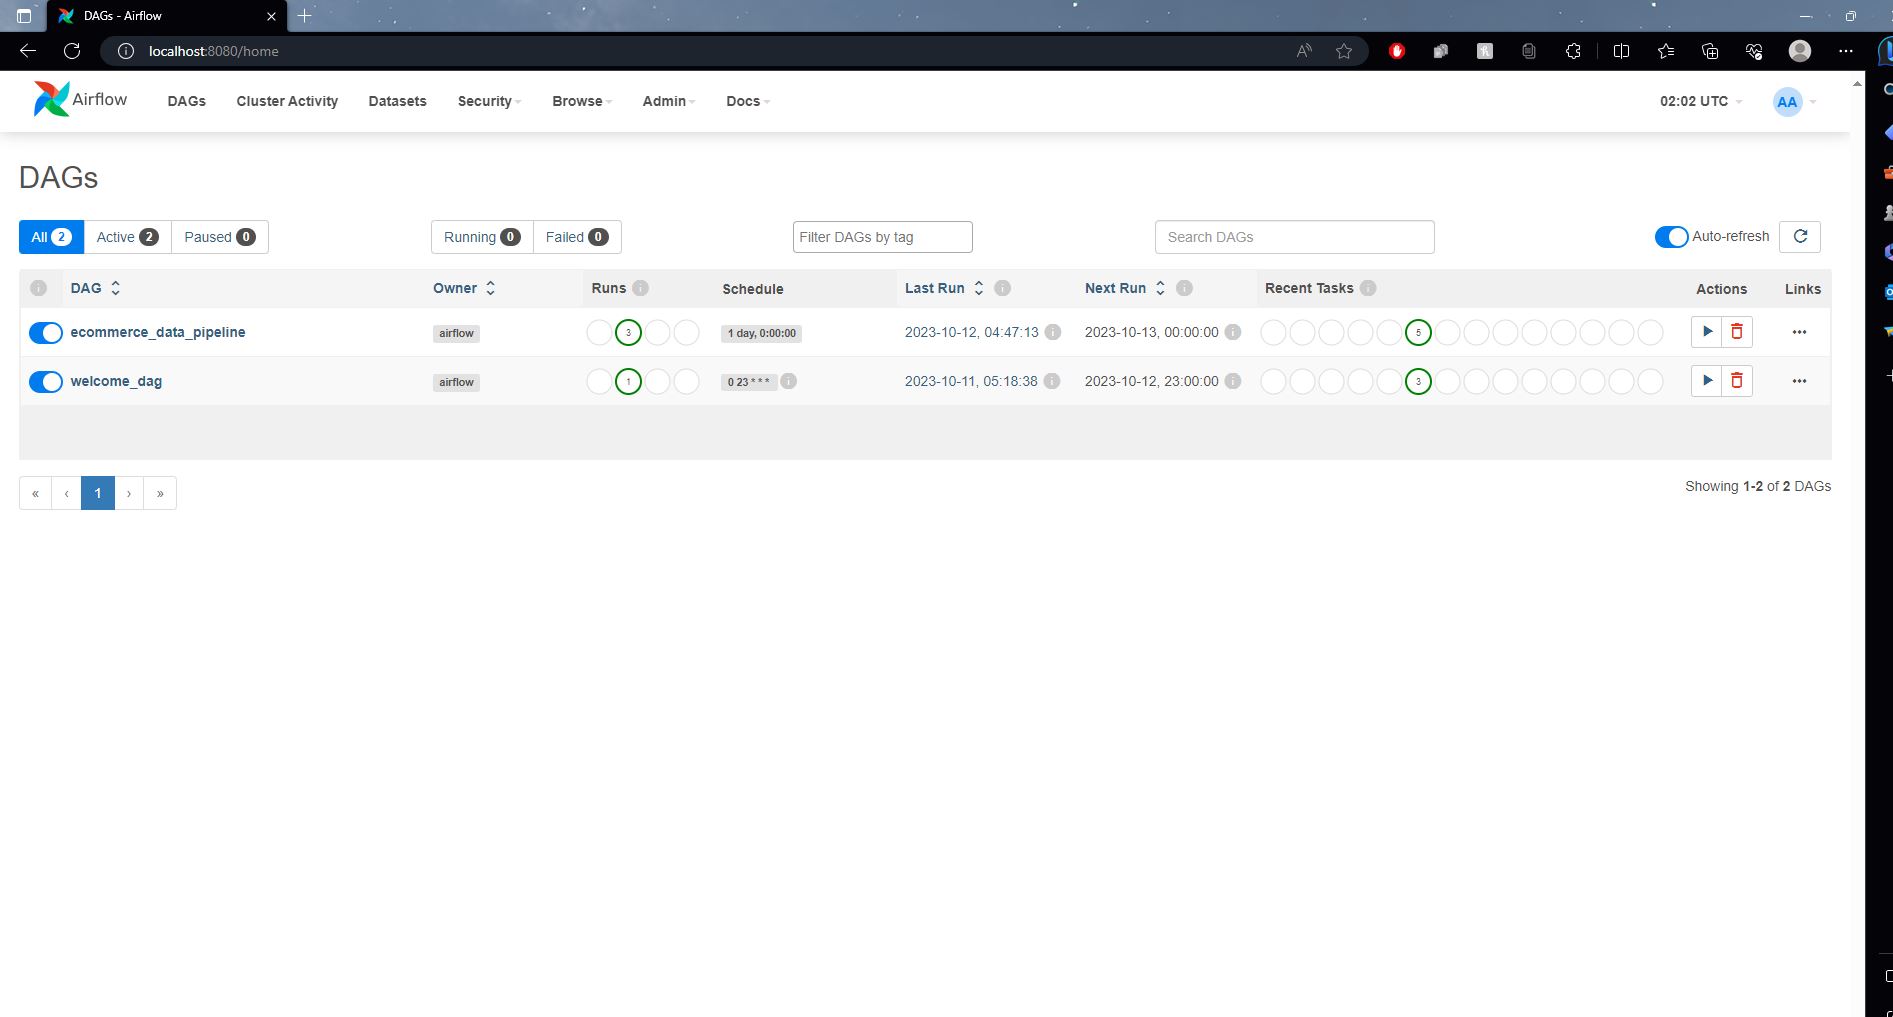 DAGs - Airflow
localhost:8080/home
Airflow DAGs Cluster Activity Datasets Security Browse Admin Docs 02:02 UTC AA
DAGs
All 2 Active 2 Paused 0 Running 0 Failed 0 Filter DAGs by tag Search DAGs Auto-refresh
DAG Owner Runs Schedule Last Run Next Run Recent Tasks Actions Links
ecommerce_data_pipeline airflow 3 1 day, 0:00:00 2023-10-12, 04:47:13 2023-10-13, 00:00:00 5
welcome_dag airflow 1 0 23 * * * 2023-10-11, 05:18:38 2023-10-12, 23:00:00 3
« ‹ 1 › »
Showing 1-2 of 2 DAGs